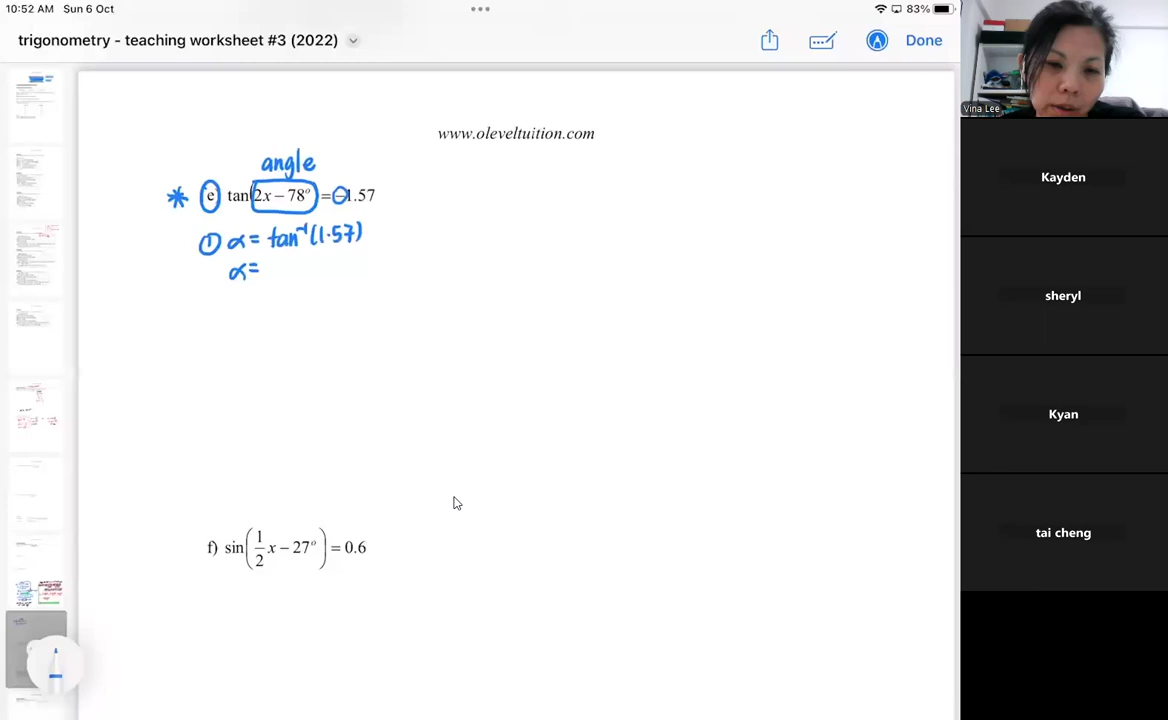 10:52 AM Sun 6 Oct
83%
trigonometry - teaching worksheet #3 (2022)
Done
Vina Lee
www.oleveltuition.com
angle
* e tan(2x − 78° = −1.57
① α = tan⁻¹(1.57)
α =
f) sin(1/2 x − 27°) = 0.6
Kayden
sheryl
Kyan
tai cheng